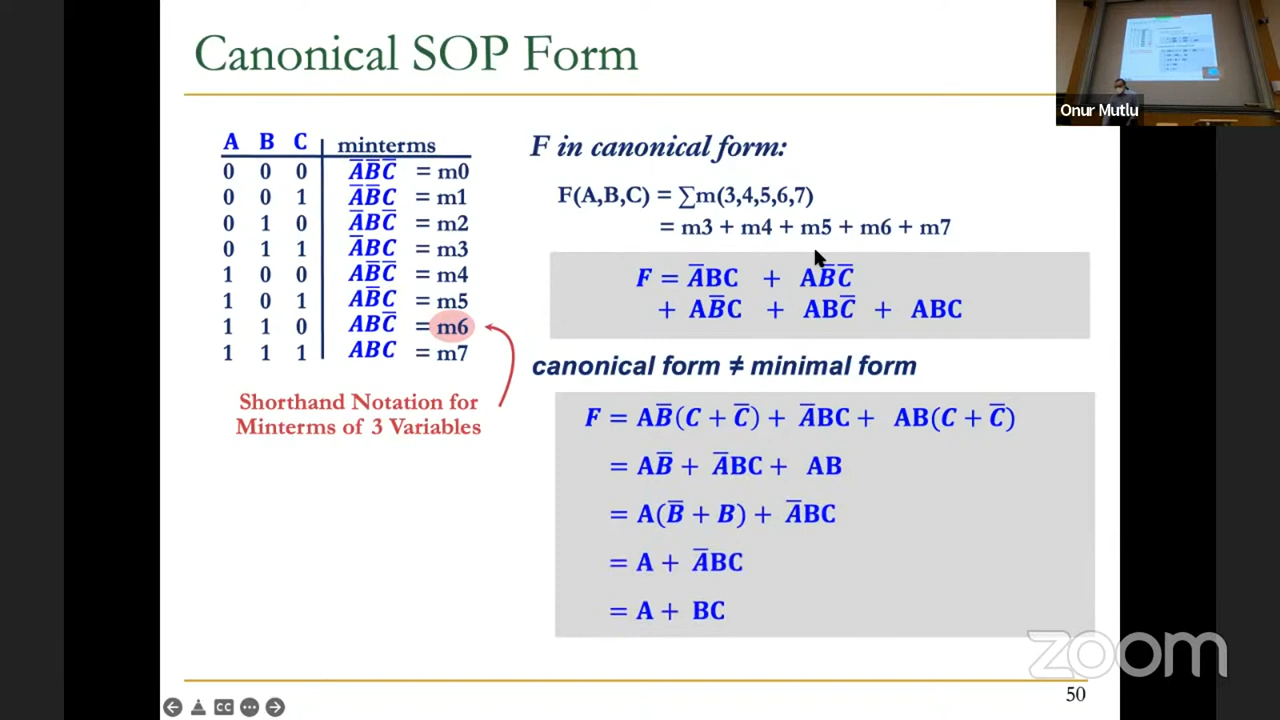 Canonical SOP Form
Onur Mutlu
A B C minterms
0 0 0 A̅B̅C̅ = m0
0 0 1 A̅B̅C = m1
0 1 0 A̅BC̅ = m2
0 1 1 A̅BC = m3
1 0 0 AB̅C̅ = m4
1 0 1 AB̅C = m5
1 1 0 ABC̅ = m6
1 1 1 ABC = m7
Shorthand Notation for
Minterms of 3 Variables
F in canonical form:
F(A,B,C) = ∑m(3,4,5,6,7)
= m3 + m4 + m5 + m6 + m7
F = A̅BC + AB̅C̅
+ AB̅C + ABC̅ + ABC
canonical form ≠ minimal form
F = AB̅(C + C̅) + A̅BC + AB(C + C̅)
= AB̅ + A̅BC + AB
= A(B̅ + B) + A̅BC
= A + A̅BC
= A + BC
zoom
50
CC